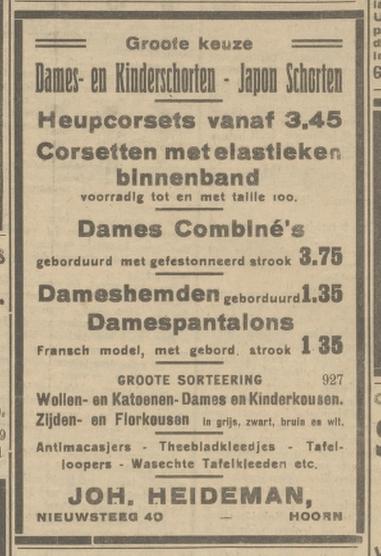 Groote keuze
Dames- en Kinderschorten - Japon Schorten
Heupcorsets vanaf 3.45
Corsetten met elastieken
binnenband
voorradig tot en met taille 100.
Dames Combiné's
geborduurd met gefestonneerd strook 3.75
Dameshemden geborduurd 1.35
Damespantalons
Fransch model, met gebord. strook 1 35
GROOTE SORTEERING 927
Wollen- en Katoenen- Dames en Kinderkousen.
Zijden- en Florkousen in grijs, zwart, bruin en wit.
Antimacasjers - Theebladkleedjes - Tafel-
loopers - Wasechte Tafelkleeden etc.
JOH. HEIDEMAN,
NIEUWSTEEG 40 — HOORN